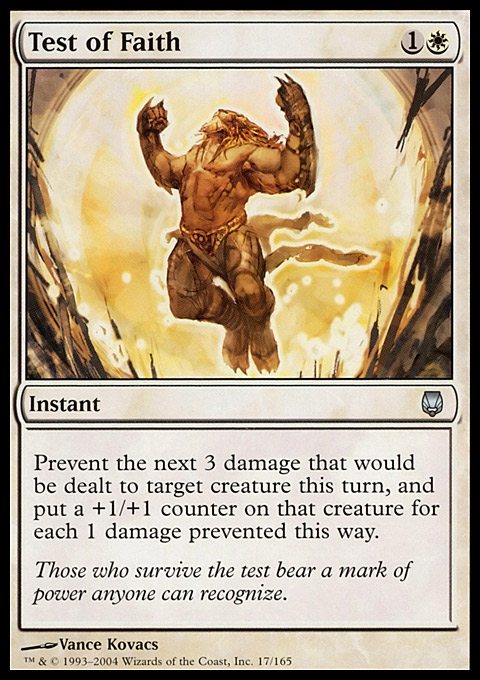 Test of Faith 1
Instant
Prevent the next 3 damage that would
be dealt to target creature this turn, and
put a +1/+1 counter on that creature for
each 1 damage prevented this way.
Those who survive the test bear a mark of
power anyone can recognize.
Vance Kovacs
™ & © 1993–2004 Wizards of the Coast, Inc. 17/165